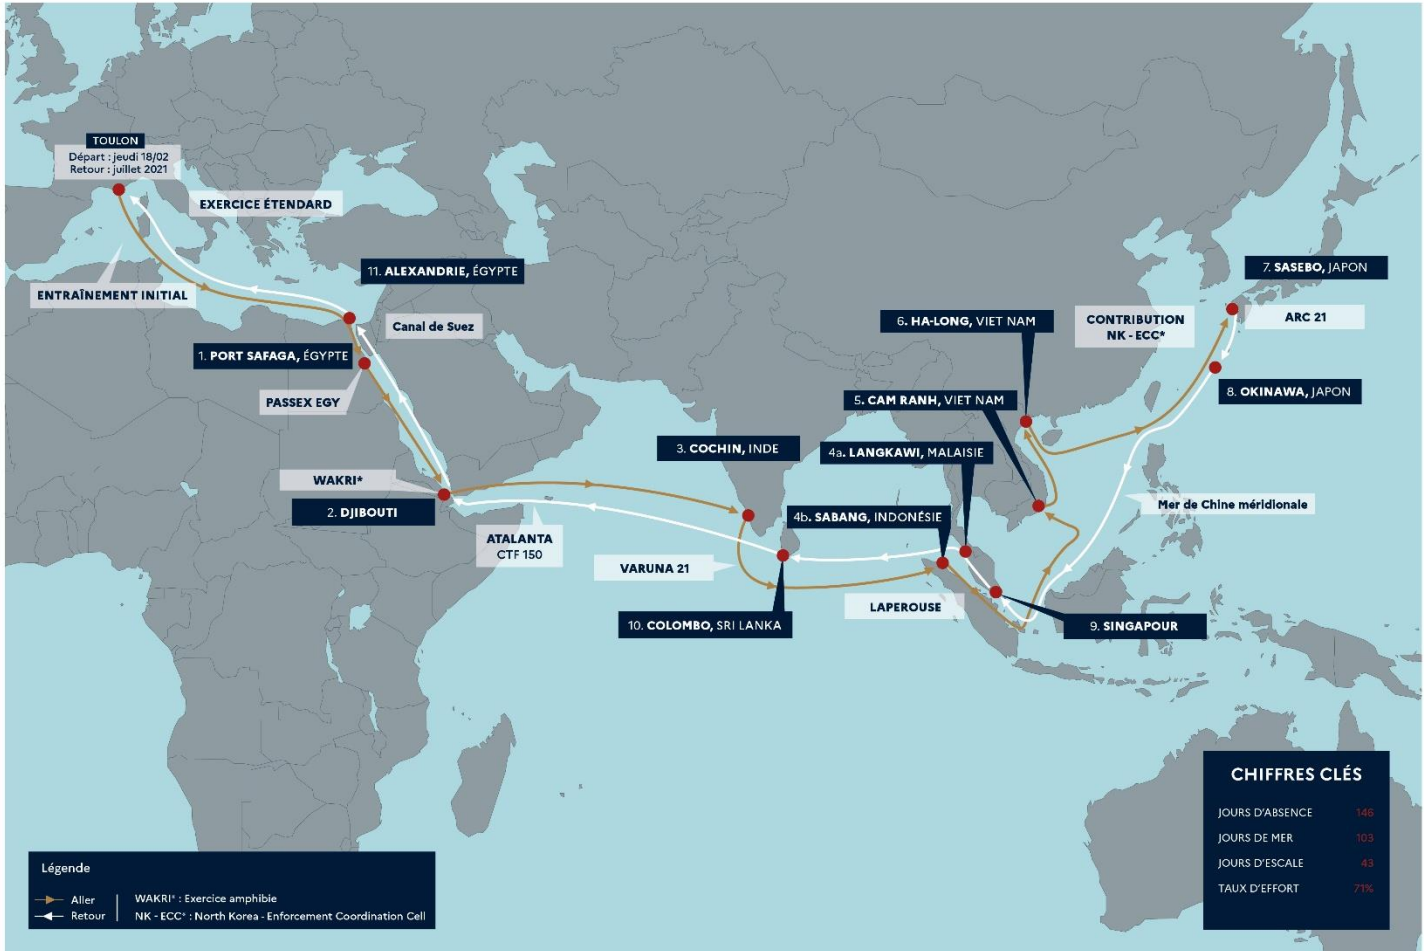 TOULON
Départ : jeudi 18/02
Retour : juillet 2021
EXERCICE ÉTENDARD
11. ALEXANDRIE, ÉGYPTE
ENTRAÎNEMENT INITIAL
Canal de Suez
1. PORT SAFAGA, ÉGYPTE
PASSEX EGY
WAKRI*
2. DJIBOUTI
ATALANTA
CTF 150
3. COCHIN, INDE
VARUNA 21
10. COLOMBO, SRI LANKA
4b. SABANG, INDONÉSIE
4a. LANGKAWI, MALAISIE
5. CAM RANH, VIET NAM
6. HA-LONG, VIET NAM
LAPEROUSE
9. SINGAPOUR
CONTRIBUTION
NK - ECC*
7. SASEBO, JAPON
ARC 21
8. OKINAWA, JAPON
Mer de Chine méridionale
CHIFFRES CLÉS
JOURS D'ABSENCE 146
JOURS DE MER 103
JOURS D'ESCALE 43
TAUX D'EFFORT 71%
Légende
Aller
Retour
WAKRI* : Exercice amphibie
NK - ECC* : North Korea - Enforcement Coordination Cell